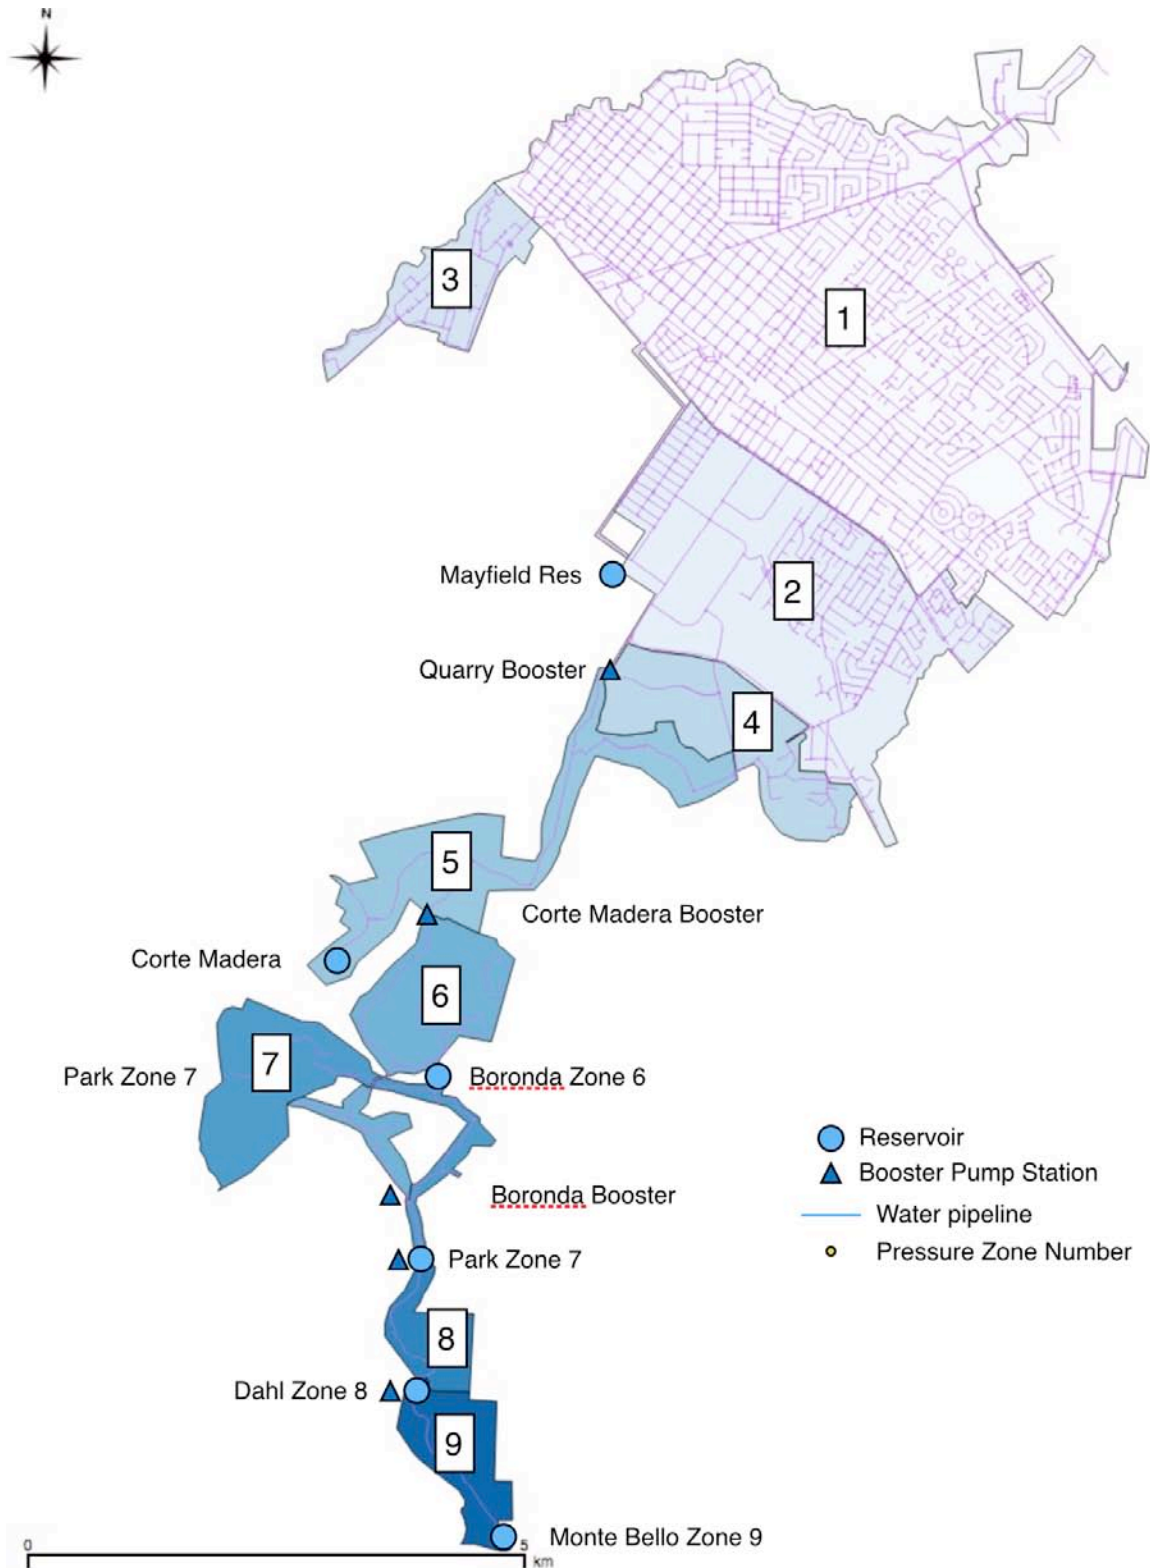 N
3
1
Mayfield Res
2
Quarry Booster
4
5
Corte Madera Booster
Corte Madera
6
7
Park Zone 7
Boronda Zone 6
Reservoir
Booster Pump Station
Boronda Booster
Water pipeline
Pressure Zone Number
Park Zone 7
8
Dahl Zone 8
9
Monte Bello Zone 9
0
5
km